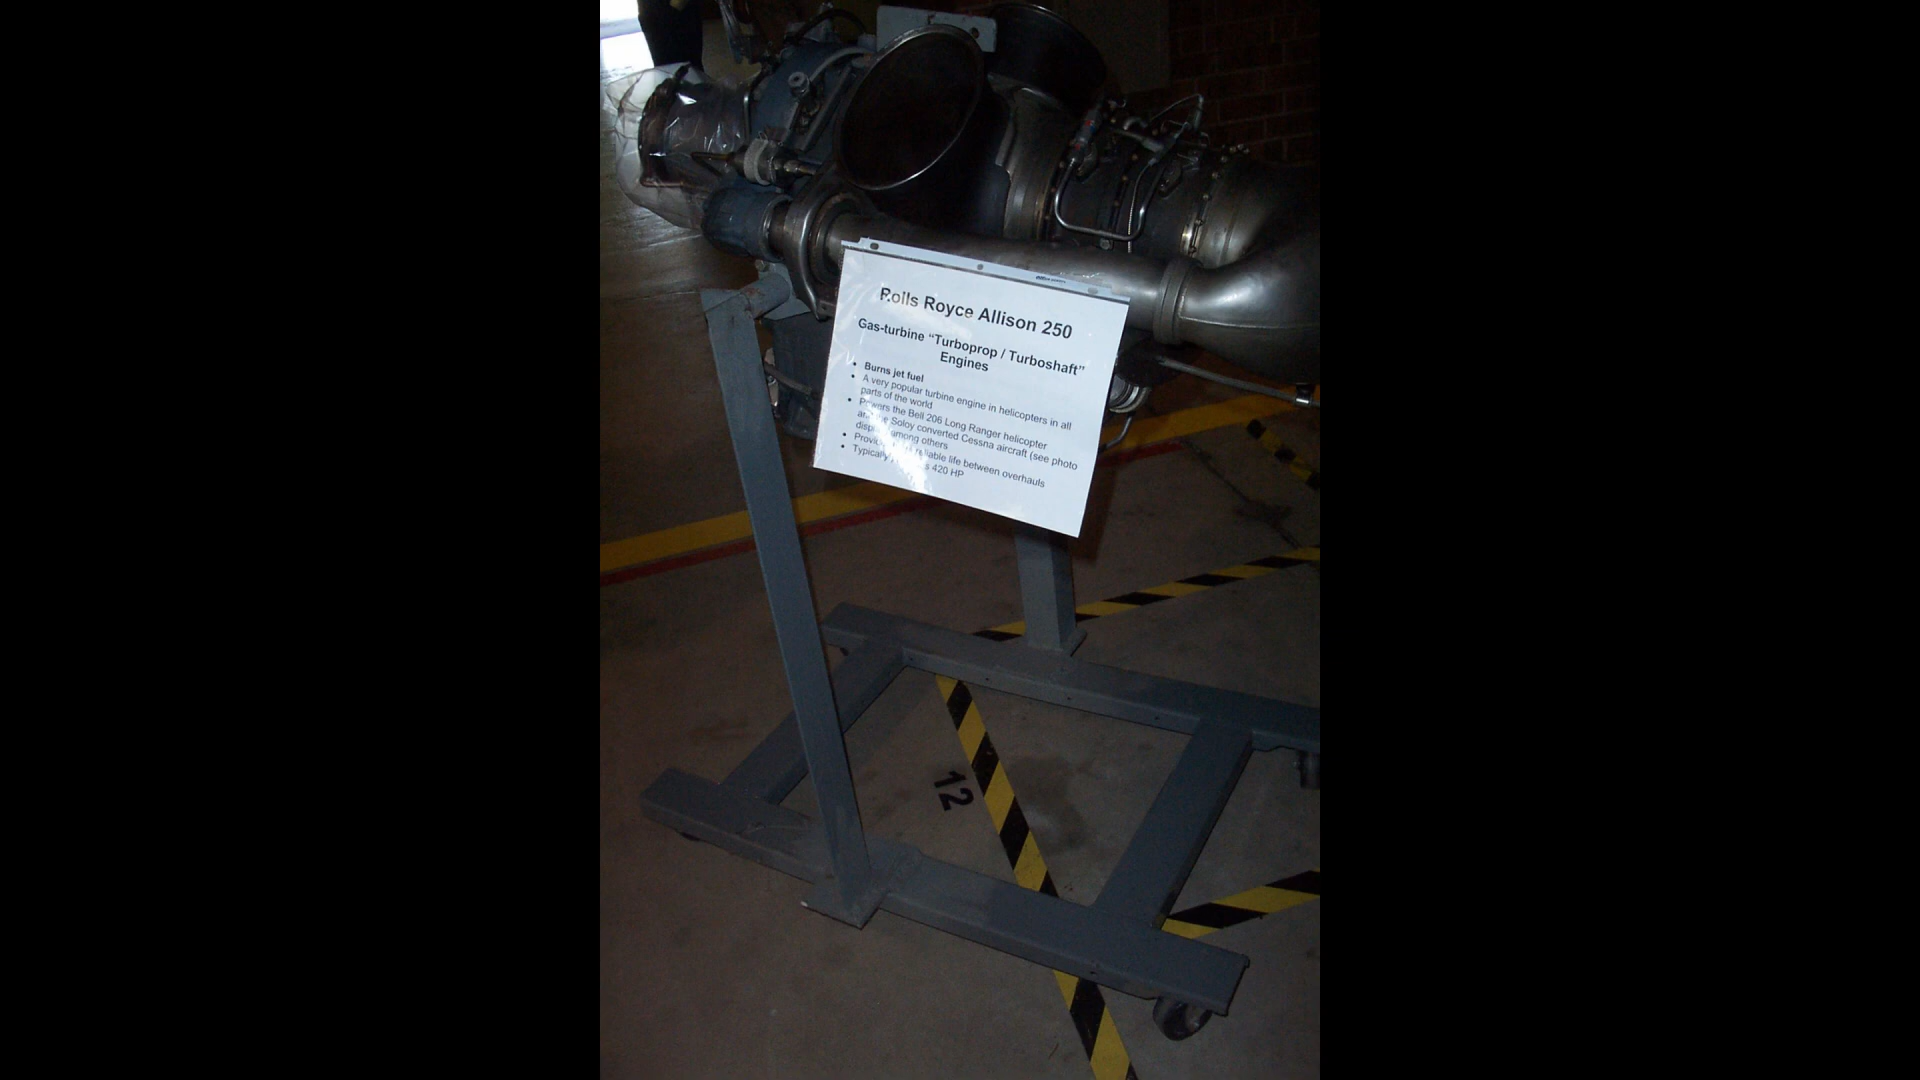 Rolls Royce Allison 250
Gas-turbine “Turboprop / Turboshaft”
Engines
• Burns jet fuel
• A very popular turbine engine in helicopters in all
parts of the world
• Powers the Bell 206 Long Ranger helicopter
and the Soloy converted Cessna aircraft (see photo
among others
• reliable life between overhauls
• Typically 420 HP
12